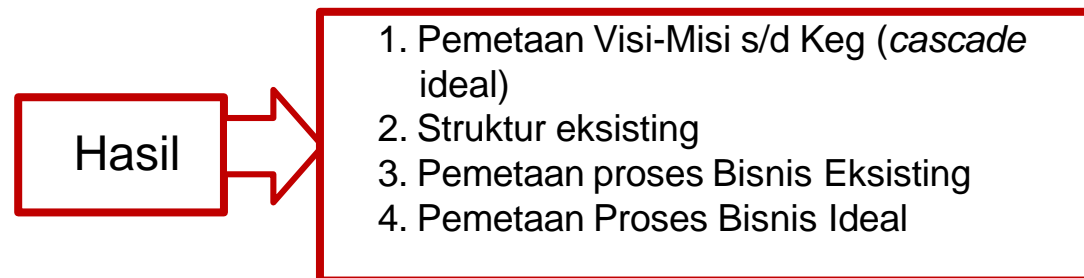 Hasil
1. Pemetaan Visi-Misi s/d Keg (cascade
ideal)
2. Struktur eksisting
3. Pemetaan proses Bisnis Eksisting
4. Pemetaan Proses Bisnis Ideal